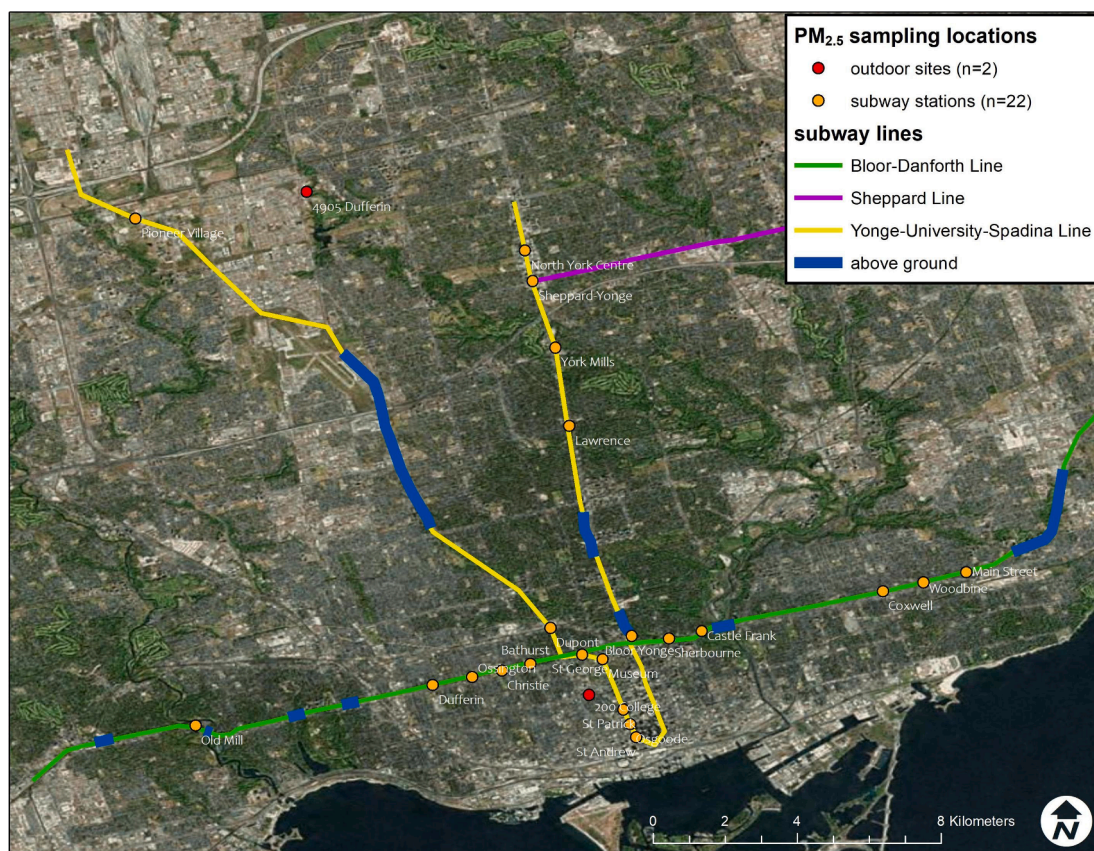 PM2.5 sampling locations
outdoor sites (n=2)
subway stations (n=22)
subway lines
Bloor-Danforth Line
Sheppard Line
Yonge-University-Spadina Line
above ground
4905 Dufferin
Pioneer Village
North York Centre
Sheppard-Yonge
York Mills
Lawrence
Main Street
Woodbine
Coxwell
Castle Frank
Dupont
Bathurst
Bloor Yonge
Sherbourne
St George
Museum
Ossington
Christie
Dufferin
200 College
St Patrick
Old Mill
Osgoode
St Andrew
0 2 4 8 Kilometers
N